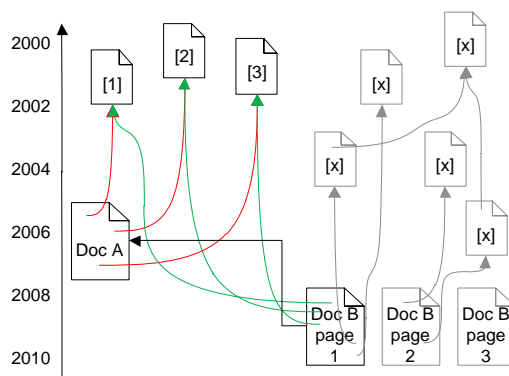 2000
2002
2004
2006
2008
2010
[1]
[2]
[3]
[x]
[x]
[x]
[x]
[x]
Doc A
Doc B
page
1
Doc B
page
2
Doc B
page
3